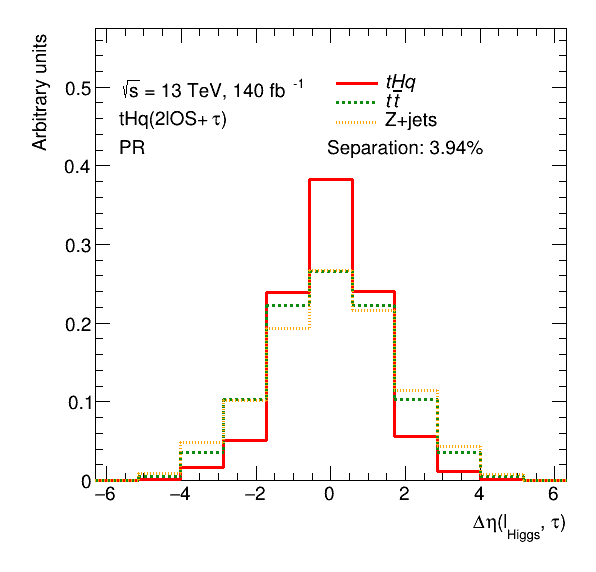 Arbitrary units
0.5
0.4
0.3
0.2
0.1
0
√s = 13 TeV, 140 fb⁻¹
tHq(2lOS+ τ)
PR
tHq
tt̅
Z+jets
Separation: 3.94%
−6 −4 −2 0 2 4 6
Δη(l_Higgs, τ)